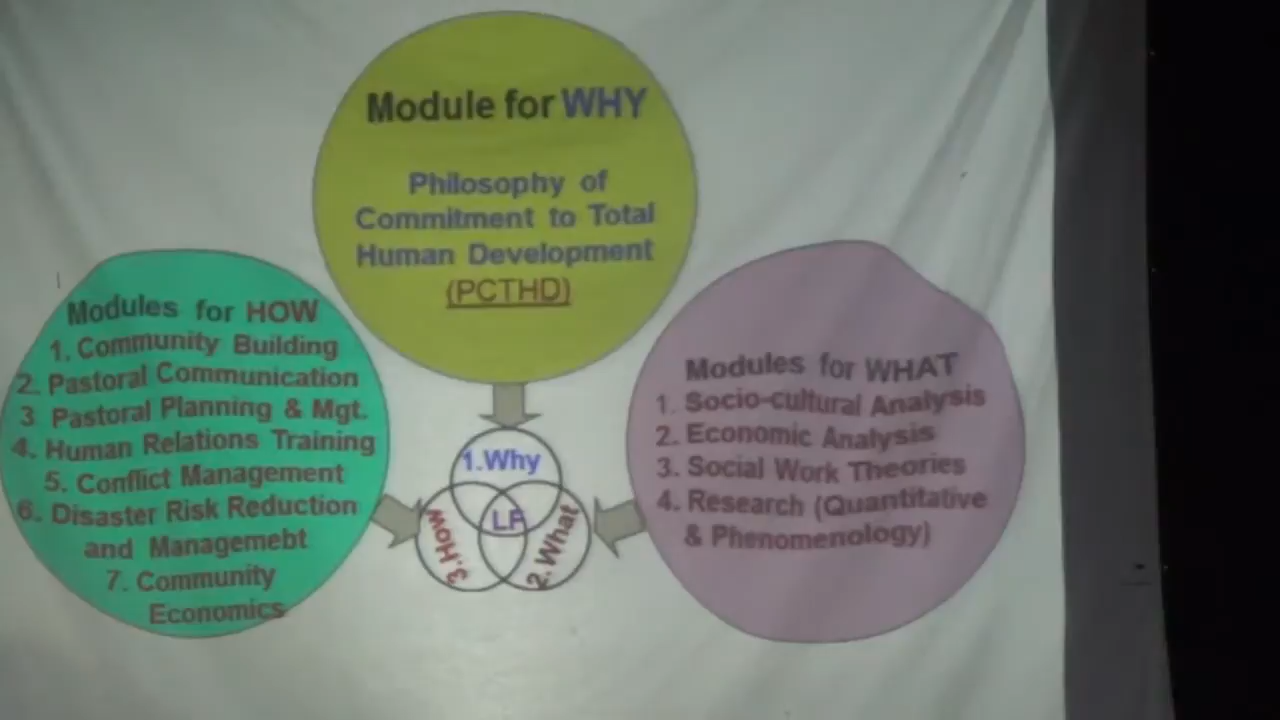 Module for WHY
Philosophy of
Commitment to Total
Human Development
(PCTHD)
Modules for HOW
1. Community Building
2. Pastoral Communication
3 Pastoral Planning & Mgt.
4. Human Relations Training
5. Conflict Management
6. Disaster Risk Reduction
and Managemebt
7. Community
Economics
Modules for WHAT
1. Socio-cultural Analysis
2. Economic Analysis
3. Social Work Theories
4. Research (Quantitative
& Phenomenology)
1.Why
LF
3.How
2.What